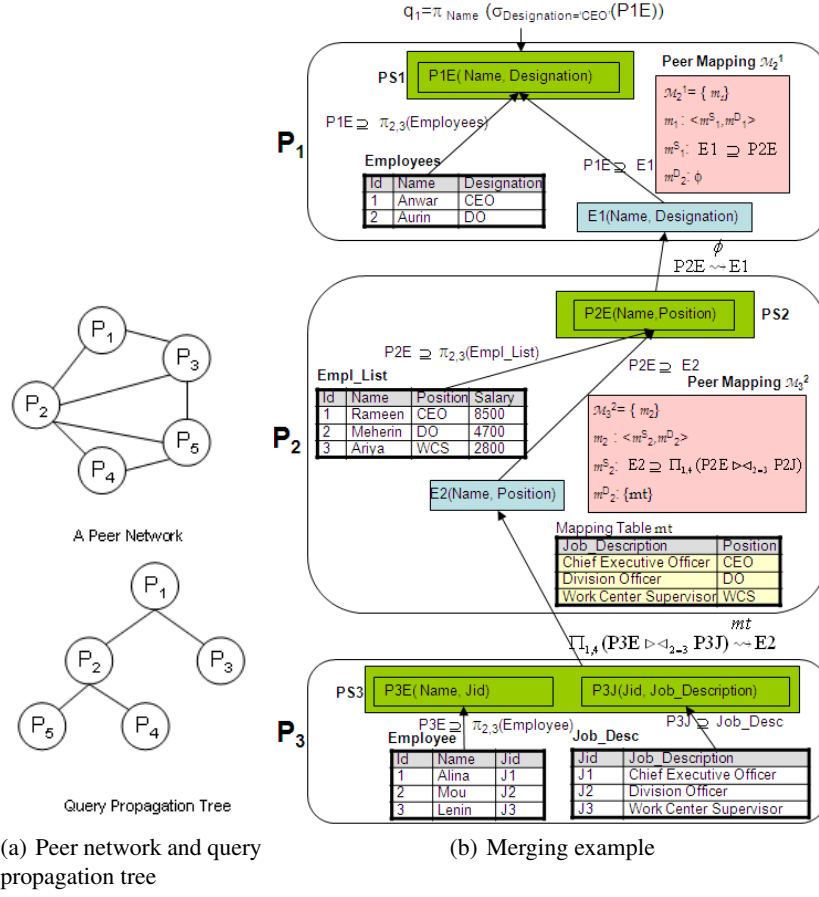 q₁=π Name (σDesignation='CEO'(P1E))
PS1
P1E( Name, Designation)
Peer Mapping ℳ₂¹
ℳ₂¹= { mₛ}
m₁ : <mˢ₁,mᴰ₁>
mˢ₁: E1 ⊇ P2E
mᴰ₂: ϕ
P₁
P1E ⊇ π₂,₃(Employees)
P1E ⊇ E1
Employees
Id Name Designation
1 Anwar CEO
2 Aurin DO
E1(Name, Designation)
ϕ
P2E ⇝ E1
P2E(Name,Position)
PS2
P2E ⊇ π₂,₃(Empl_List)
P2E ⊇ E2
Peer Mapping ℳ₃²
Empl_List
Id Name Position Salary
1 Rameen CEO 8500
2 Meherin DO 4700
3 Ariya WCS 2800
P₂
ℳ₃²= { m₂}
m₂ : <mˢ₂,mᴰ₂>
mˢ₂: E2 ⊇ Π₁,₄(P2E ▷◁₂₌₃ P2J)
mᴰ₂: {mt}
E2(Name, Position)
Mapping Table mt
Job_Description Position
Chief Executive Officer CEO
Division Officer DO
Work Center Supervisor WCS
mt
Π₁,₄(P3E ▷◁₂₌₃ P3J) ⇝ E2
PS3
P3E( Name, Jid)
P3J(Jid, Job_Description)
P₃
P3E ⊇ π₂,₃(Employee)
P3J ⊇ Job_Desc
Employee
Id Name Jid
1 Alina J1
2 Mou J2
3 Lenin J3
Job_Desc
Jid Job_Description
J1 Chief Executive Officer
J2 Division Officer
J3 Work Center Supervisor
P₁
P₃
P₂
P₅
P₄
A Peer Network
P₁
P₂
P₃
P₅
P₄
Query Propagation Tree
(a) Peer network and query
propagation tree
(b) Merging example